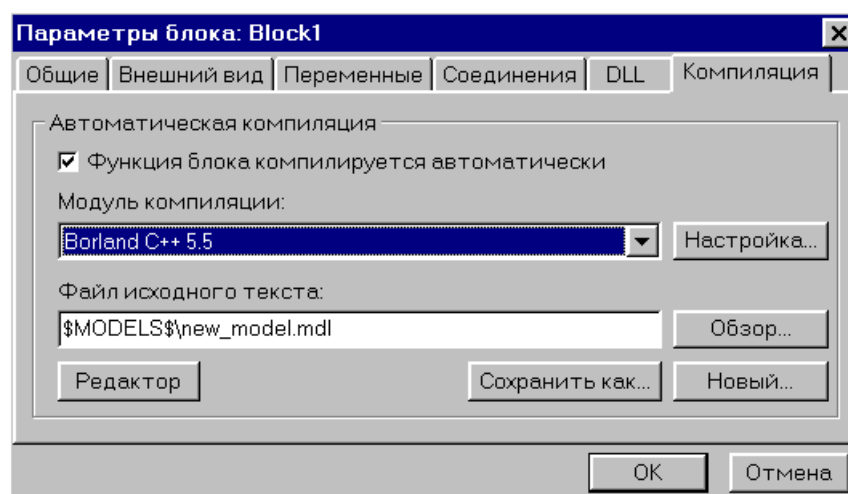 Параметры блока: Block1
Общие Внешний вид Переменные Соединения DLL Компиляция
Автоматическая компиляция
Функция блока компилируется автоматически
Модуль компиляции:
Borland C++ 5.5 Настройка...
Файл исходного текста:
$MODELS$\new_model.mdl Обзор...
Редактор Сохранить как... Новый...
OK Отмена